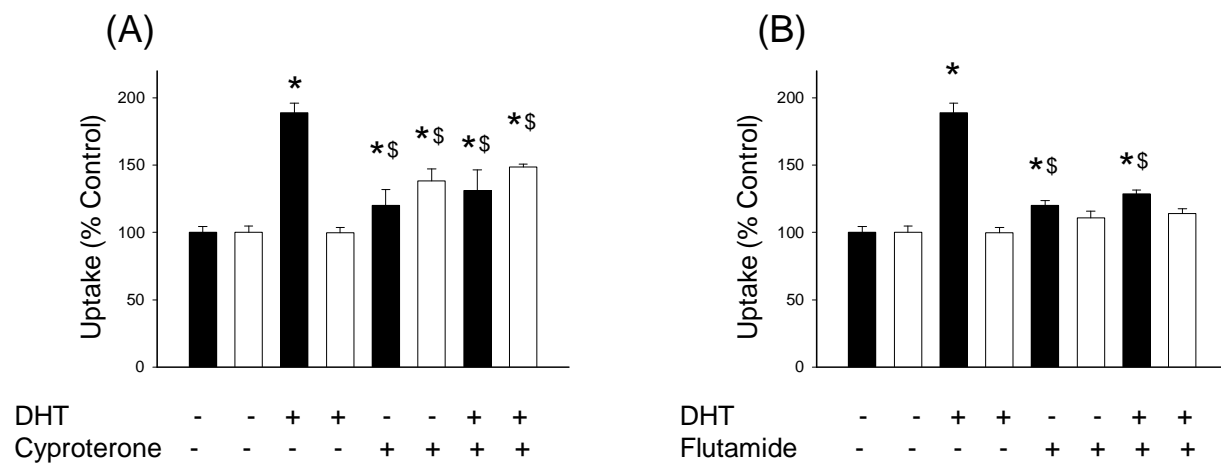 (A)
Uptake (% Control)
200
150
100
50
0
*
*$
*$
*$
*$
DHT - - + + - - + +
Cyproterone - - - - + + + +
(B)
Uptake (% Control)
200
150
100
50
0
*
*$
*$
DHT - - + + - - + +
Flutamide - - - - + + + +